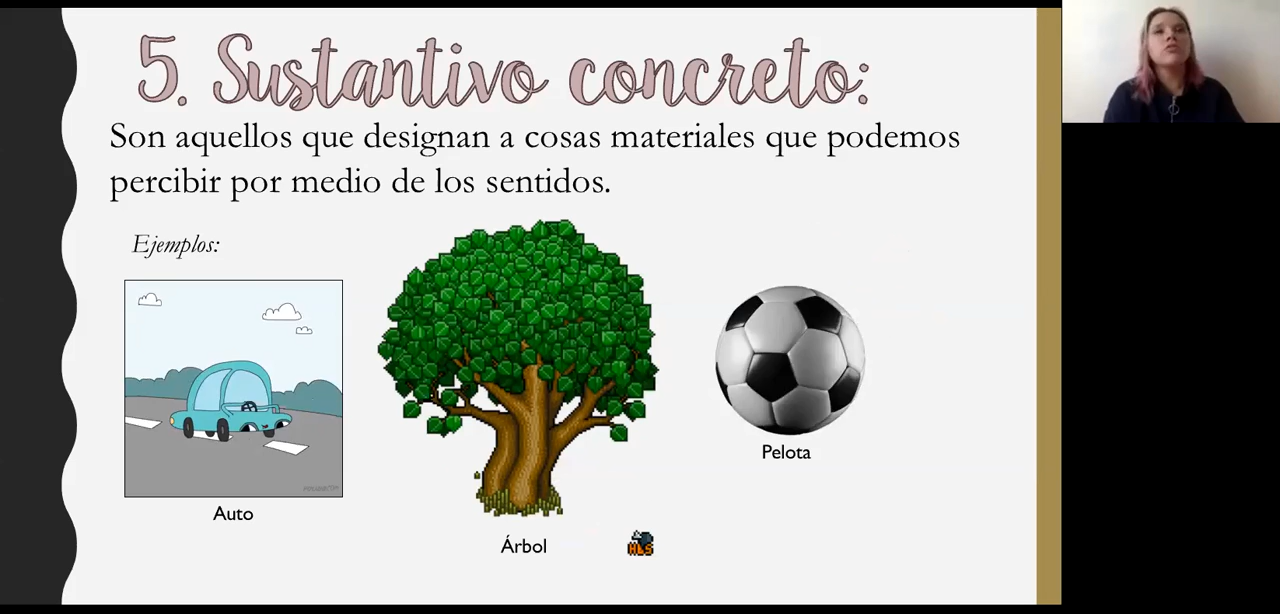 5. Sustantivo concreto:
Son aquellos que designan a cosas materiales que podemos
percibir por medio de los sentidos.
Ejemplos:
Auto
Árbol
Pelota